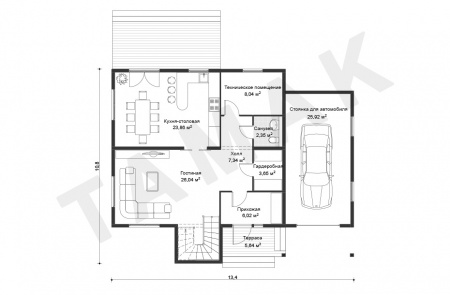 Техническое помещение
8,04 м²
Стоянка для автомобиля
25,92 м²
Кухня-столовая
23,85 м²
Санузел
2,35 м²
Холл
7,34 м²
Гардеробная
3,65 м²
Гостиная
28,84 м²
Прихожая
6,02 м²
Терраса
5,64 м²
10,8
13,4
TAMAK